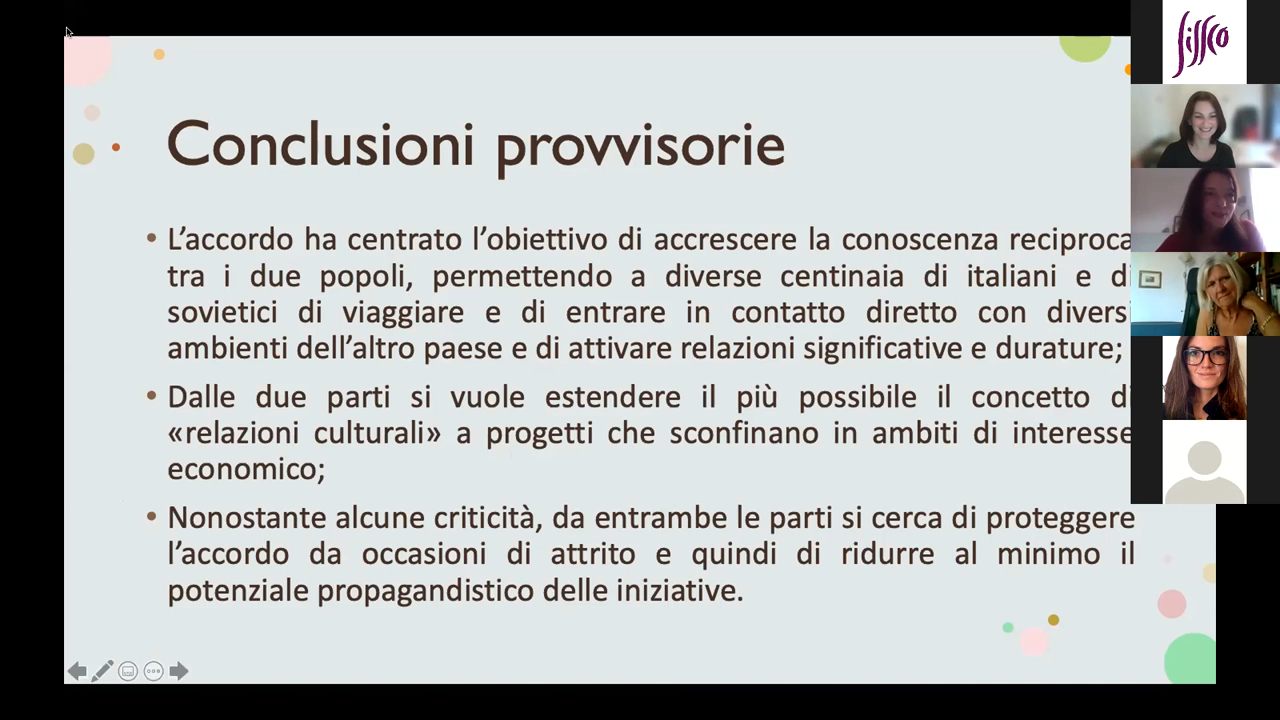 Conclusioni provvisorie
• L’accordo ha centrato l’obiettivo di accrescere la conoscenza reciproca
tra i due popoli, permettendo a diverse centinaia di italiani e di
sovietici di viaggiare e di entrare in contatto diretto con diversi
ambienti dell’altro paese e di attivare relazioni significative e durature;
• Dalle due parti si vuole estendere il più possibile il concetto di
«relazioni culturali» a progetti che sconfinano in ambiti di interesse
economico;
• Nonostante alcune criticità, da entrambe le parti si cerca di proteggere
l’accordo da occasioni di attrito e quindi di ridurre al minimo il
potenziale propagandistico delle iniziative.
SISSCO